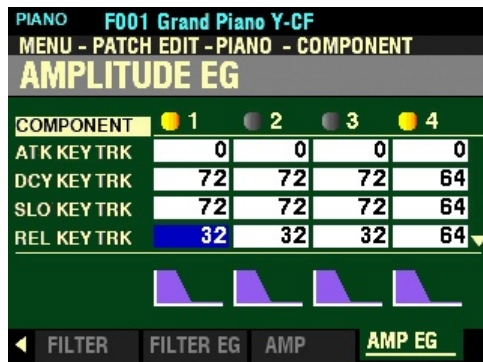 PIANO F001 Grand Piano Y-CF
MENU - PATCH EDIT - PIANO - COMPONENT
AMPLITUDE EG
COMPONENT 1 2 3 4
ATK KEY TRK 0 0 0 0
DCY KEY TRK 72 72 72 64
SLO KEY TRK 72 72 72 64
REL KEY TRK 32 32 32 64
FILTER FILTER EG AMP AMP EG